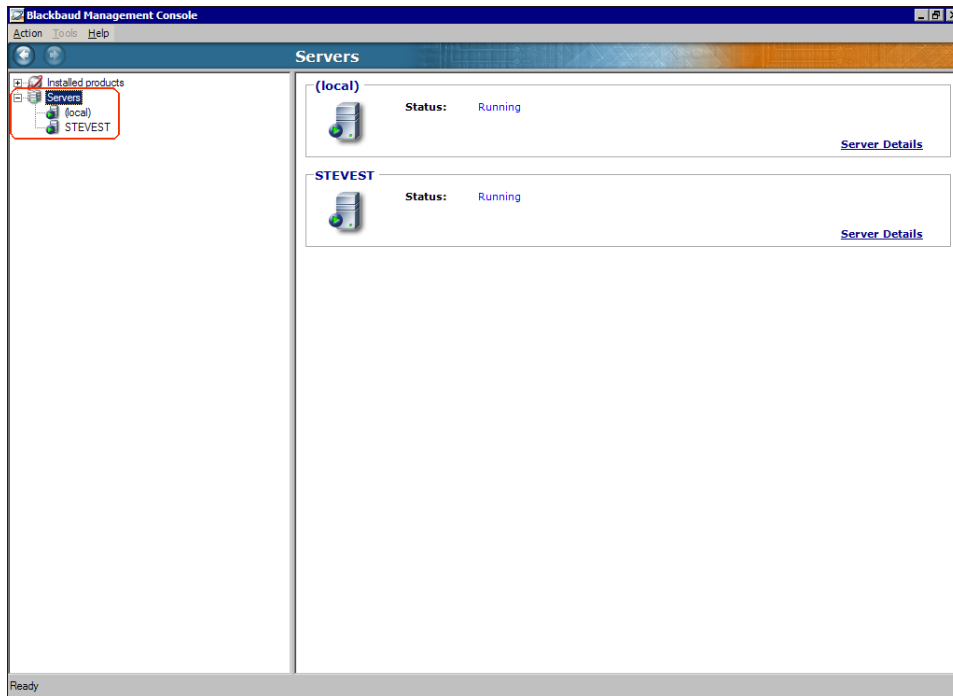 Blackbaud Management Console
Action Tools Help
Servers
Installed products
Servers
(local)
STEVEST
(local)
Status: Running
Server Details
STEVEST
Status: Running
Server Details
Ready